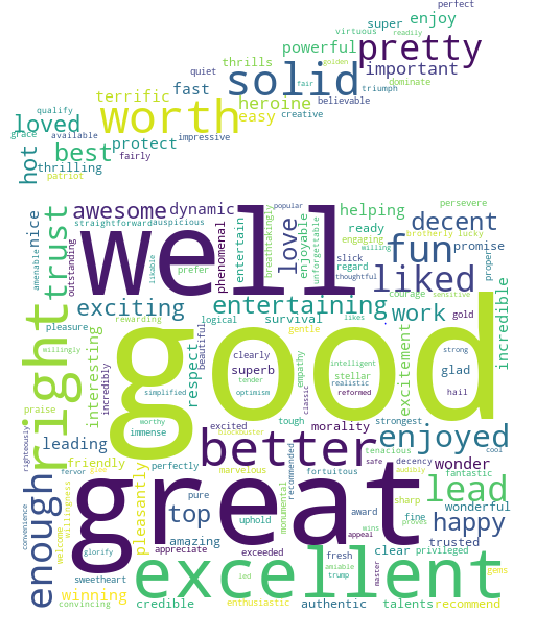 perfect
super
enjoy
virtuous
readily
powerful
pretty
thrills
golden
important
quiet
solid
fair
dominate
terrific
fast
triumph
heroine
believable
worth
easy
creative
qualify
loved
grace
available
protect
impressive
hot
best
fairly
thrilling
patriot
awesome
dynamic
popular
helping
persevere
nice
straightforward
auspicious
decent
brotherly
lucky
outstanding
amenable
trust
well
likable
phenomenal
entertain
breathtakingly
enjoyable
love
unforgettable
ready
engaging
willing
fun
promise
slick
prefer
regard
thoughtful
liked
proper
exciting
entertaining
courage
sensitive
pleasure
rewarding
logical
survival
likes
work
gold
incredible
right
willingly
interesting
incredibly
good
gentle
beautiful
respect
clearly
superb
tender
empathy
intelligent
stellar
realistic
excitement
strong
glad
simplified
optimism
classic
reformed
hail
praise
worthy
immense
excited
tough
morality
strongest
righteously
leading
blockbuster
better
enjoyed
cool
friendly
perfectly
marvelous
recommended
fortuitous
tenacious
safe
decency
audibly
wonder
fantastic
enough
fervor
convenience
welcome
willingness
pleasantly
great
pure
top
uphold
monumental
award
wins
sharp
lead
wonderful
fine
proves
happy
amazing
appreciate
exceeded
appeal
clear
trusted
privileged
glorify
sweetheart
excellent
led
fresh
amiable
trump
master
gems
winning
convincing
credible
enthusiastic
authentic
talents
recommend